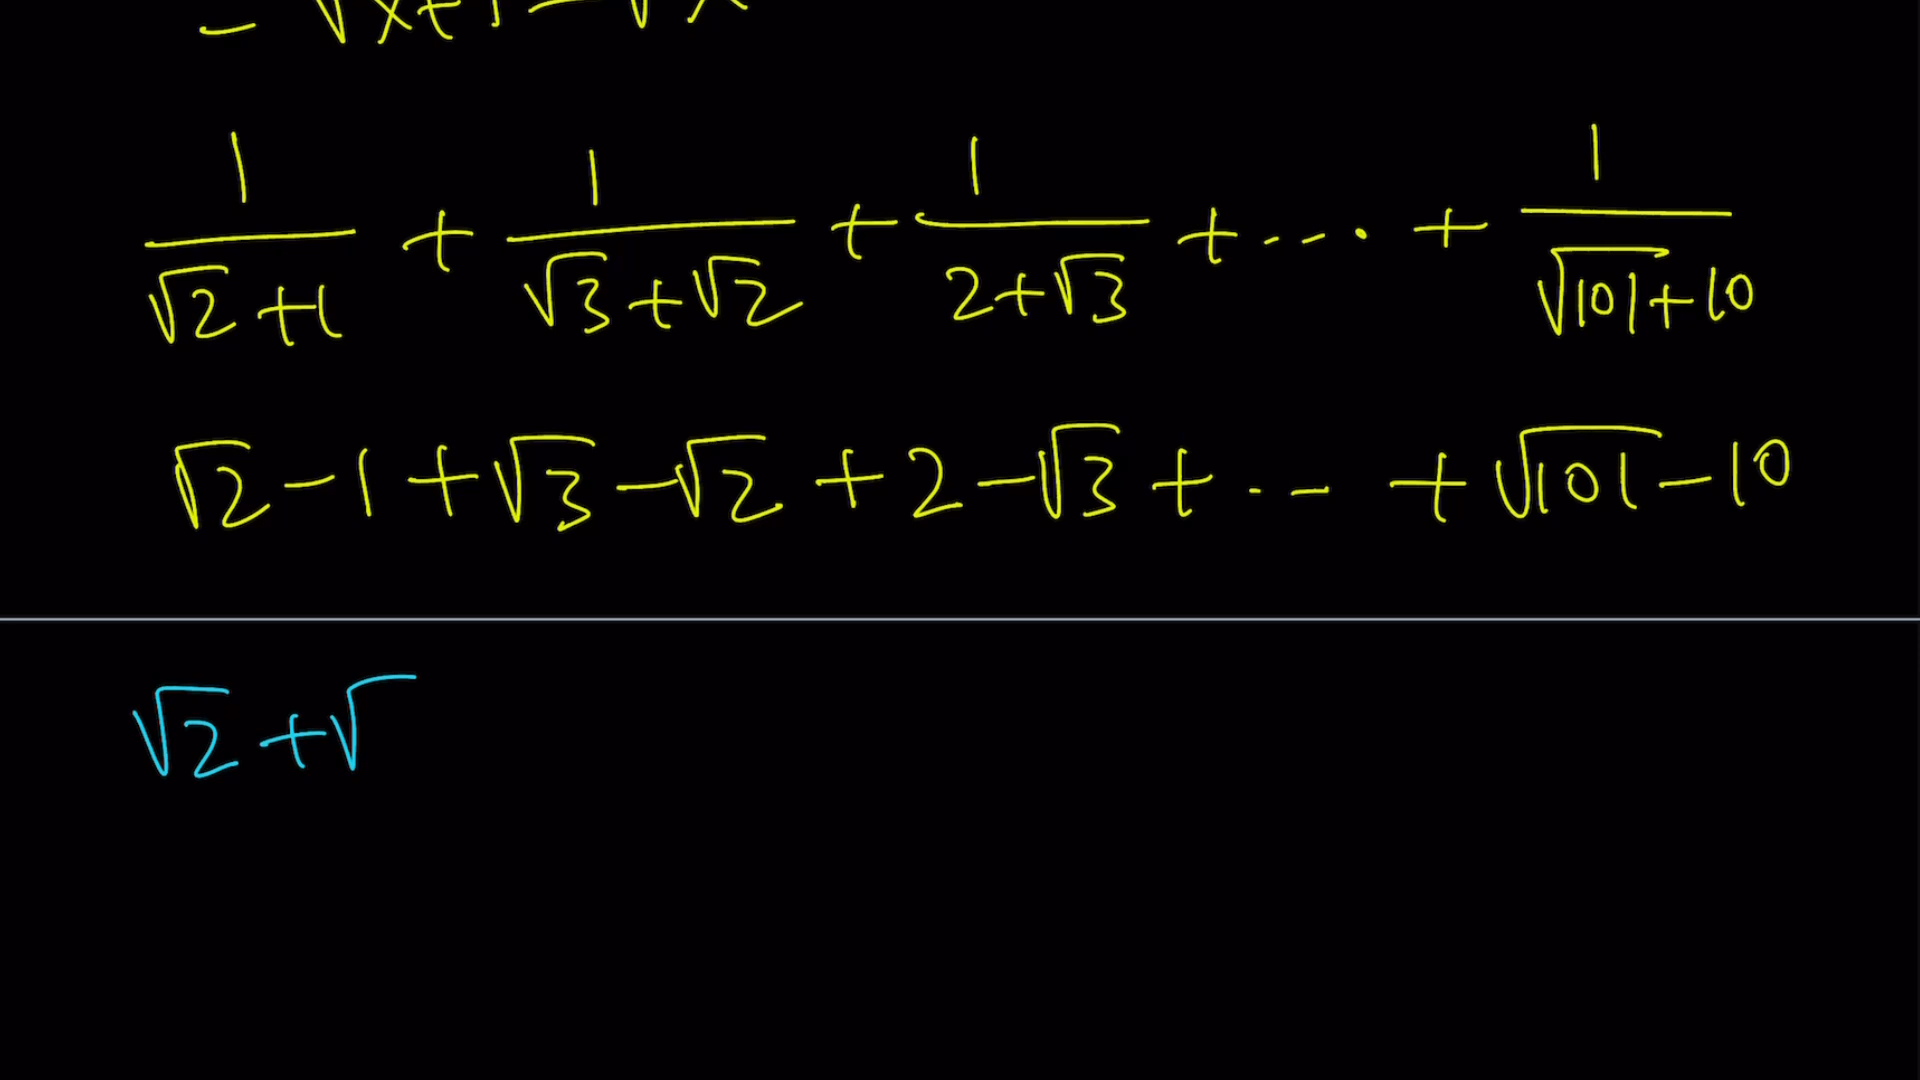 - √x+1 - √x
1/(√2+1) + 1/(√3+√2) + 1/(2+√3) + ... + 1/(√101+10)
√2-1+√3-√2+2-√3+... +√101-10
√2+√